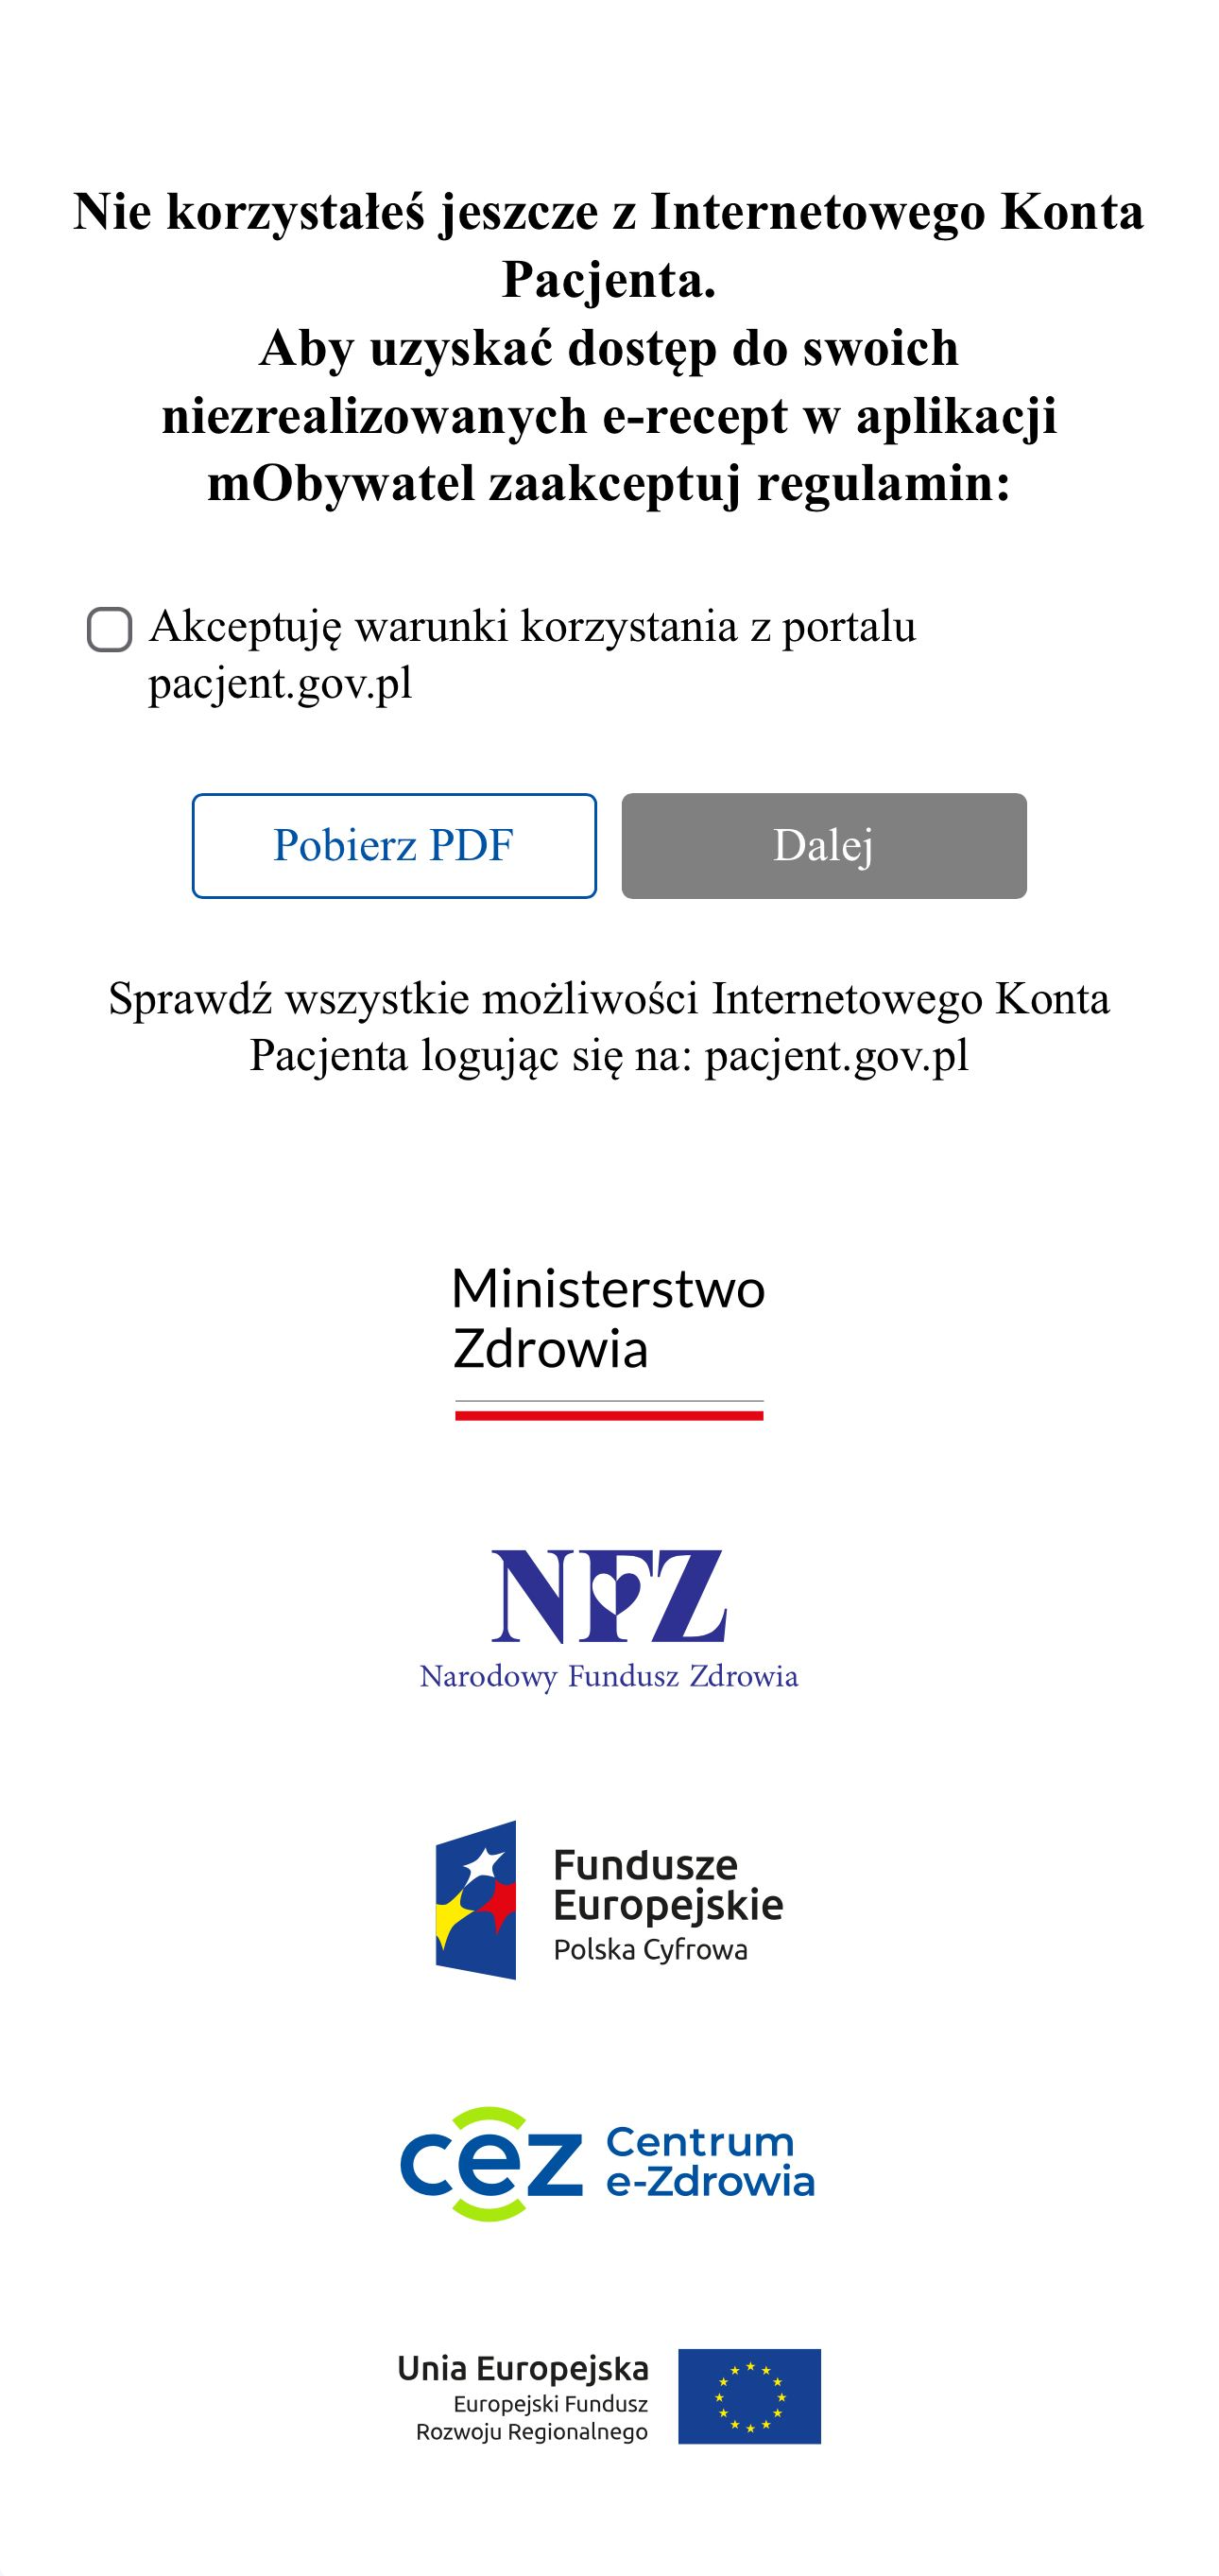 Nie korzystałeś jeszcze z Internetowego Konta
Pacjenta.
Aby uzyskać dostęp do swoich
niezrealizowanych e-recept w aplikacji
mObywatel zaakceptuj regulamin:
Akceptuję warunki korzystania z portalu
pacjent.gov.pl
Pobierz PDF
Dalej
Sprawdź wszystkie możliwości Internetowego Konta
Pacjenta logując się na: pacjent.gov.pl
Ministerstwo
Zdrowia
NFZ
Narodowy Fundusz Zdrowia
Fundusze
Europejskie
Polska Cyfrowa
cez
Centrum
e-Zdrowia
Unia Europejska
Europejski Fundusz
Rozwoju Regionalnego